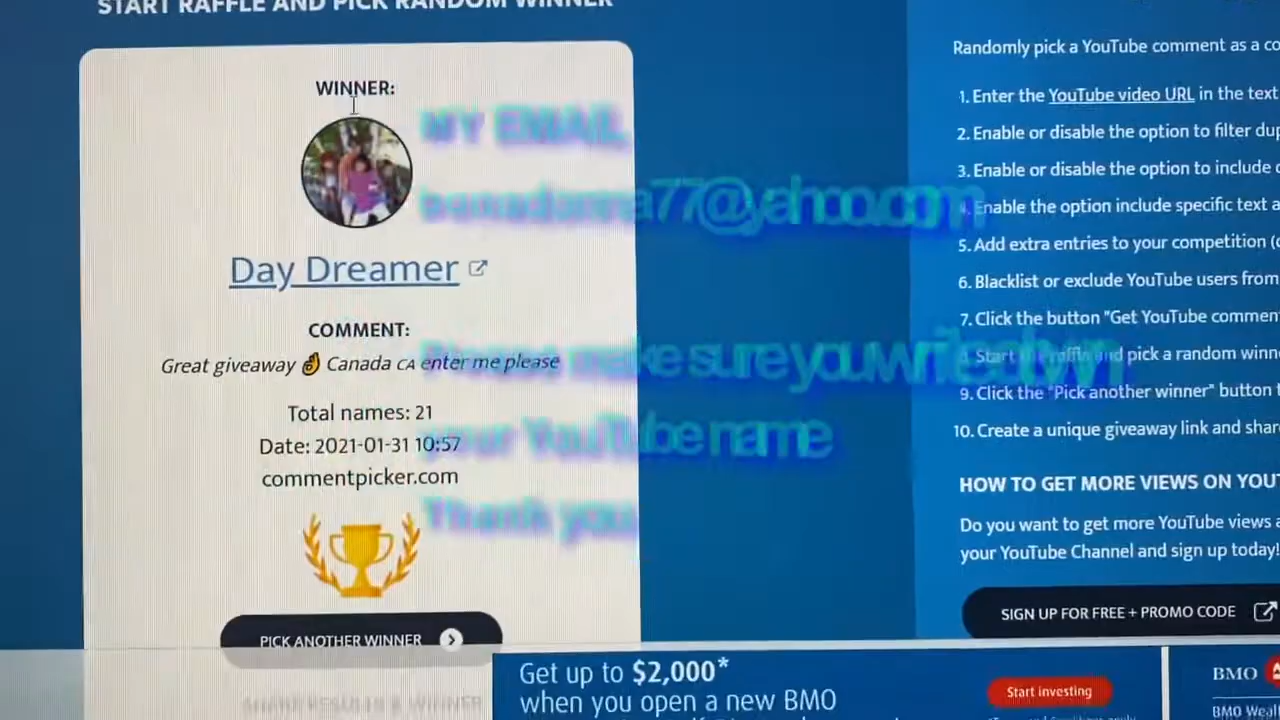 START RAFFLE AND PICK RANDOM WINNER
WINNER:
Day Dreamer
COMMENT:
Great giveaway 👌 Canada CA enter me please
Total names: 21
Date: 2021-01-31 10:57
commentpicker.com
PICK ANOTHER WINNER
SHARE RESULTS & WINNER
MY EMAIL
Please make sure you write down
your YouTube name
Thank you
Randomly pick a YouTube comment as a
1. Enter the YouTube video URL in the text
2. Enable or disable the option to filter
3. Enable or disable the option to include
4. Enable the option include specific text
5. Add extra entries to your competition
6. Blacklist or exclude YouTube users from
7. Click the button "Get YouTube
8. Start the raffle and pick a random
9. Click the "Pick another winner" button
10. Create a unique giveaway link and
HOW TO GET MORE VIEWS ON
Do you want to get more YouTube views
your YouTube Channel and sign up today!
SIGN UP FOR FREE + PROMO CODE
Get up to $2,000*
when you open a new BMO
Start investing
BMO
BMO